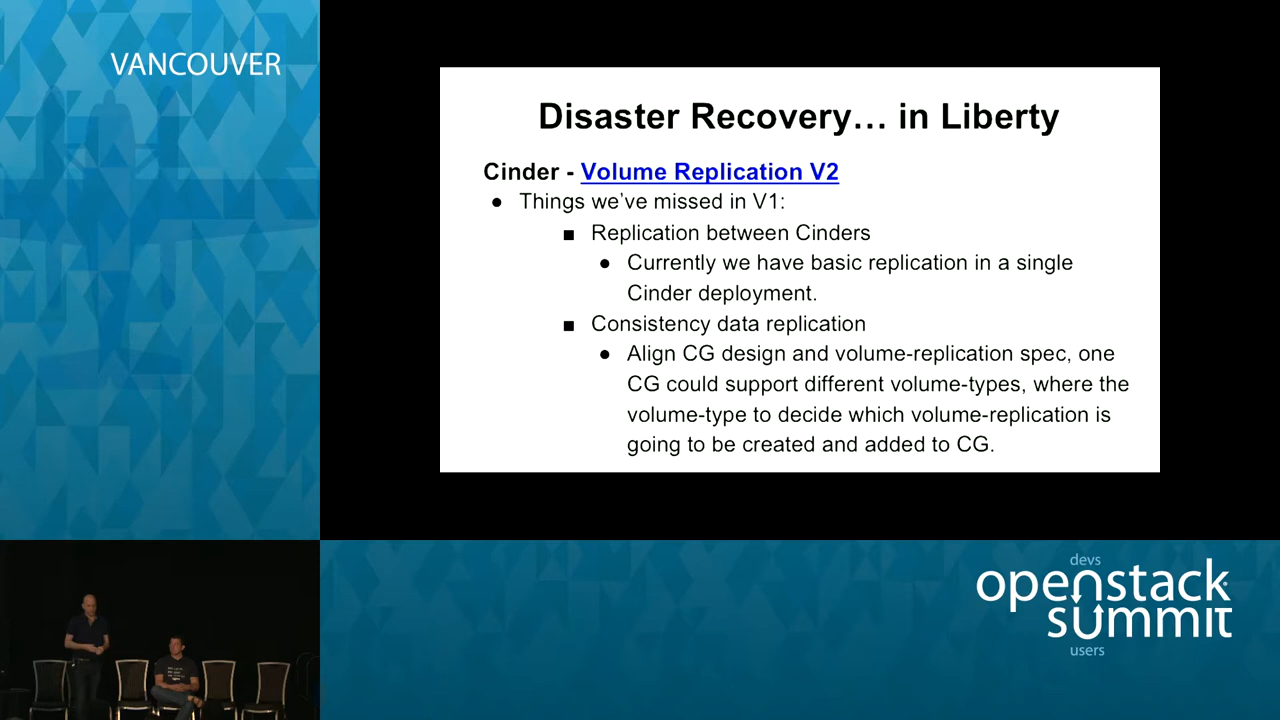 VANCOUVER
Disaster Recovery… in Liberty
Cinder - Volume Replication V2
● Things we've missed in V1:
■ Replication between Cinders
● Currently we have basic replication in a single
Cinder deployment.
■ Consistency data replication
● Align CG design and volume-replication spec, one
CG could support different volume-types, where the
volume-type to decide which volume-replication is
going to be created and added to CG.
devs
openstack
summit
users